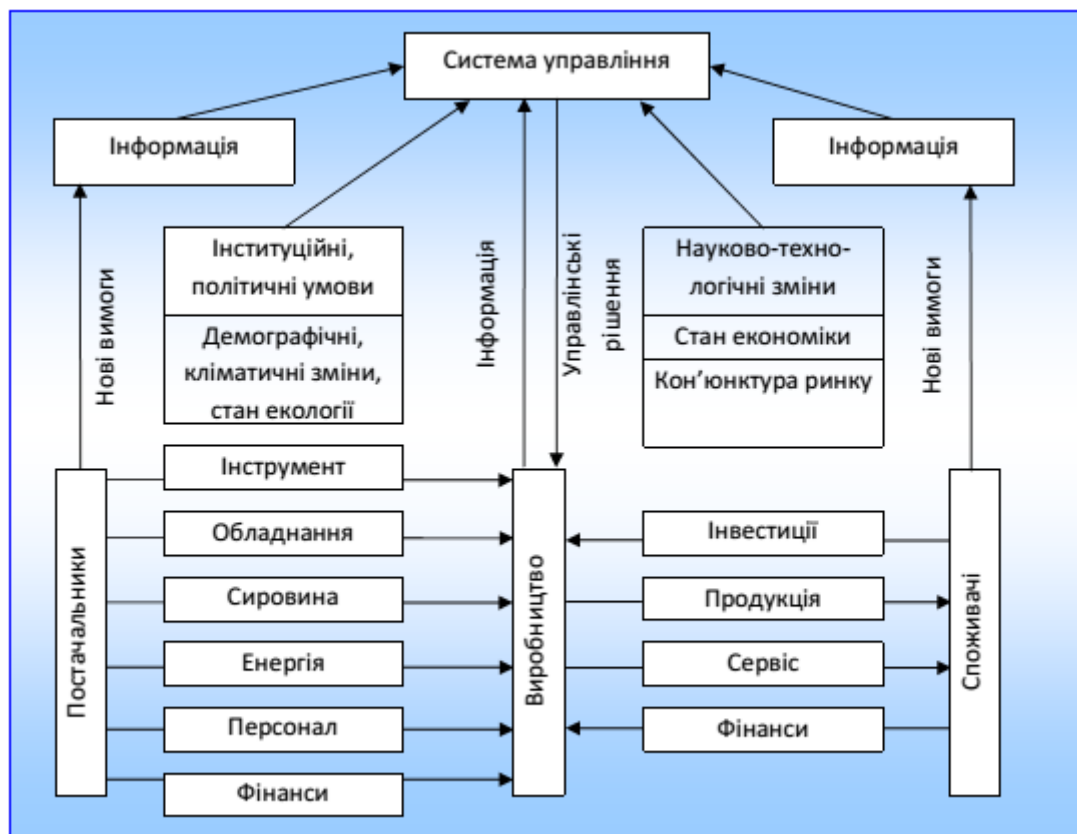 Система управління
Інформація
Інформація
Інституційні,
політичні умови
Демографічні,
кліматичні зміни,
стан екології
Науково-техно-
логічні зміни
Стан економіки
Кон’юнктура ринку
Нові вимоги
Інформація
Управлінські
рішення
Нові вимоги
Постачальники
Інструмент
Обладнання
Сировина
Енергія
Персонал
Фінанси
Виробництво
Інвестиції
Продукція
Сервіс
Фінанси
Споживачі